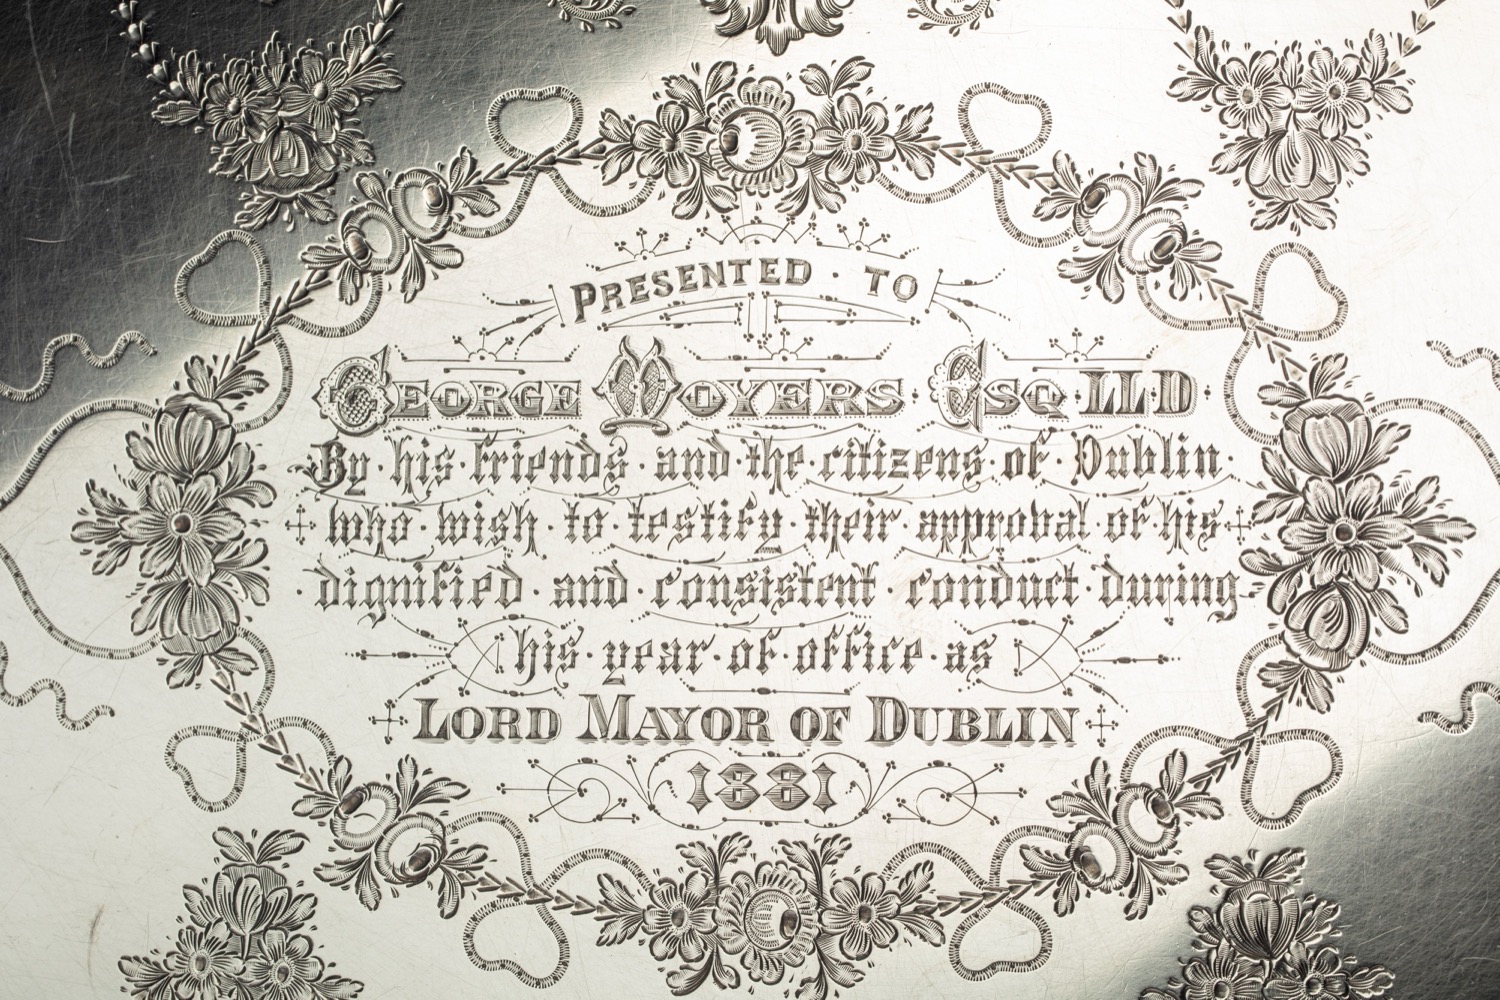 PRESENTED · TO
GEORGE MOYERS · ESQ · LLD ·
By · his · friends · and · the · citizens · of · Dublin ·
who · wish · to · testify · their · approval · of · his
· dignified · and · consistent · conduct · during
his · year · of · office · as
LORD MAYOR OF DUBLIN
1881